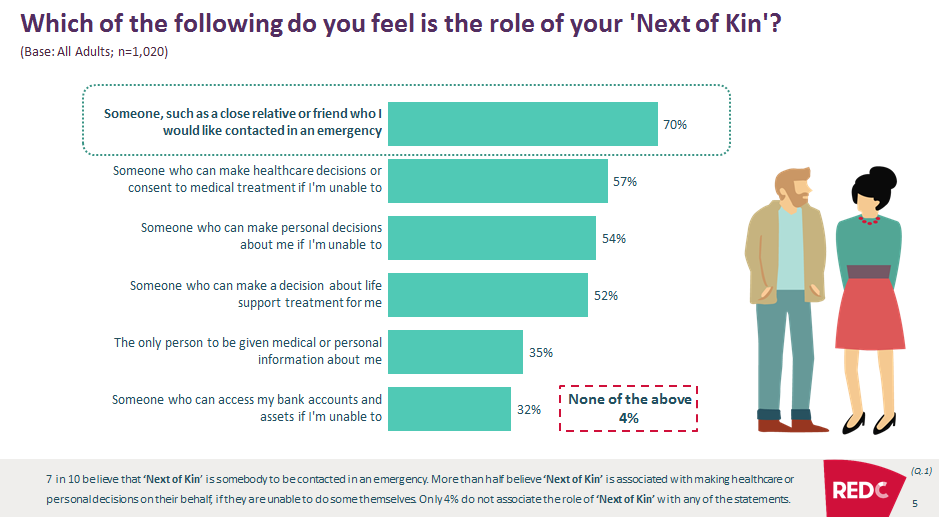 Which of the following do you feel is the role of your 'Next of Kin'?
(Base: All Adults; n=1,020)
Someone, such as a close relative or friend who I
would like contacted in an emergency
70%
Someone who can make healthcare decisions or
consent to medical treatment if I'm unable to
57%
Someone who can make personal decisions
about me if I'm unable to
54%
Someone who can make a decision about life
support treatment for me
52%
The only person to be given medical or personal
information about me
35%
Someone who can access my bank accounts and
assets if I'm unable to
32%
None of the above
4%
7 in 10 believe that ‘Next of Kin’ is somebody to be contacted in an emergency. More than half believe ‘Next of Kin’ is associated with making healthcare or
personal decisions on their behalf, if they are unable to do some themselves. Only 4% do not associate the role of ‘Next of Kin’ with any of the statements.
REDC
(Q.1)
5